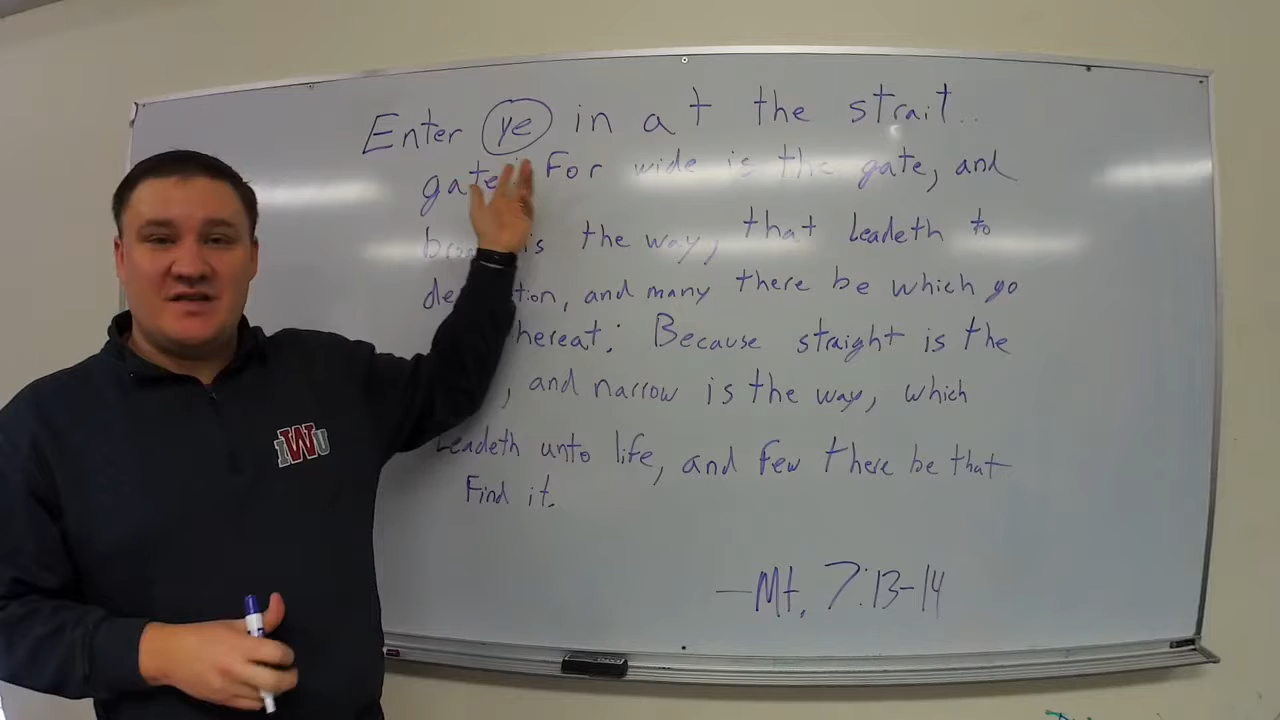 Enter ye in at the strait..
gate: For wide is the gate, and
is the way, that leadeth to
and many there be which go
hereat: Because straight is the
, and narrow is the way, which
leadeth unto life, and few there be that
Find it.
—Mt. 7:13-14
IWU